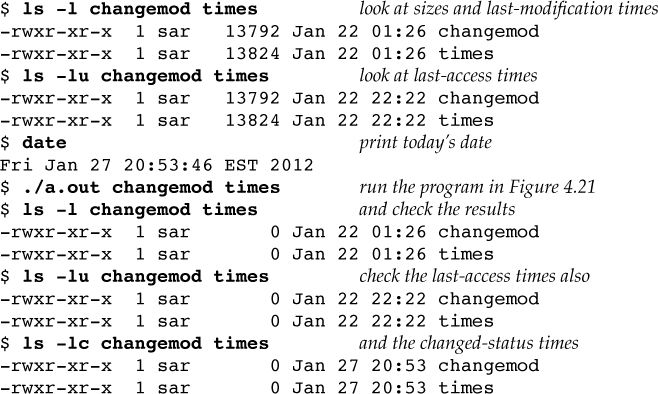 $ ls -l changemod times look at sizes and last-modification times
-rwxr-xr-x 1 sar 13792 Jan 22 01:26 changemod
-rwxr-xr-x 1 sar 13824 Jan 22 01:26 times
$ ls -lu changemod times look at last-access times
-rwxr-xr-x 1 sar 13792 Jan 22 22:22 changemod
-rwxr-xr-x 1 sar 13824 Jan 22 22:22 times
$ date print today’s date
Fri Jan 27 20:53:46 EST 2012
$ ./a.out changemod times run the program in Figure 4.21
$ ls -l changemod times and check the results
-rwxr-xr-x 1 sar 0 Jan 22 01:26 changemod
-rwxr-xr-x 1 sar 0 Jan 22 01:26 times
$ ls -lu changemod times check the last-access times also
-rwxr-xr-x 1 sar 0 Jan 22 22:22 changemod
-rwxr-xr-x 1 sar 0 Jan 22 22:22 times
$ ls -lc changemod times and the changed-status times
-rwxr-xr-x 1 sar 0 Jan 27 20:53 changemod
-rwxr-xr-x 1 sar 0 Jan 27 20:53 times